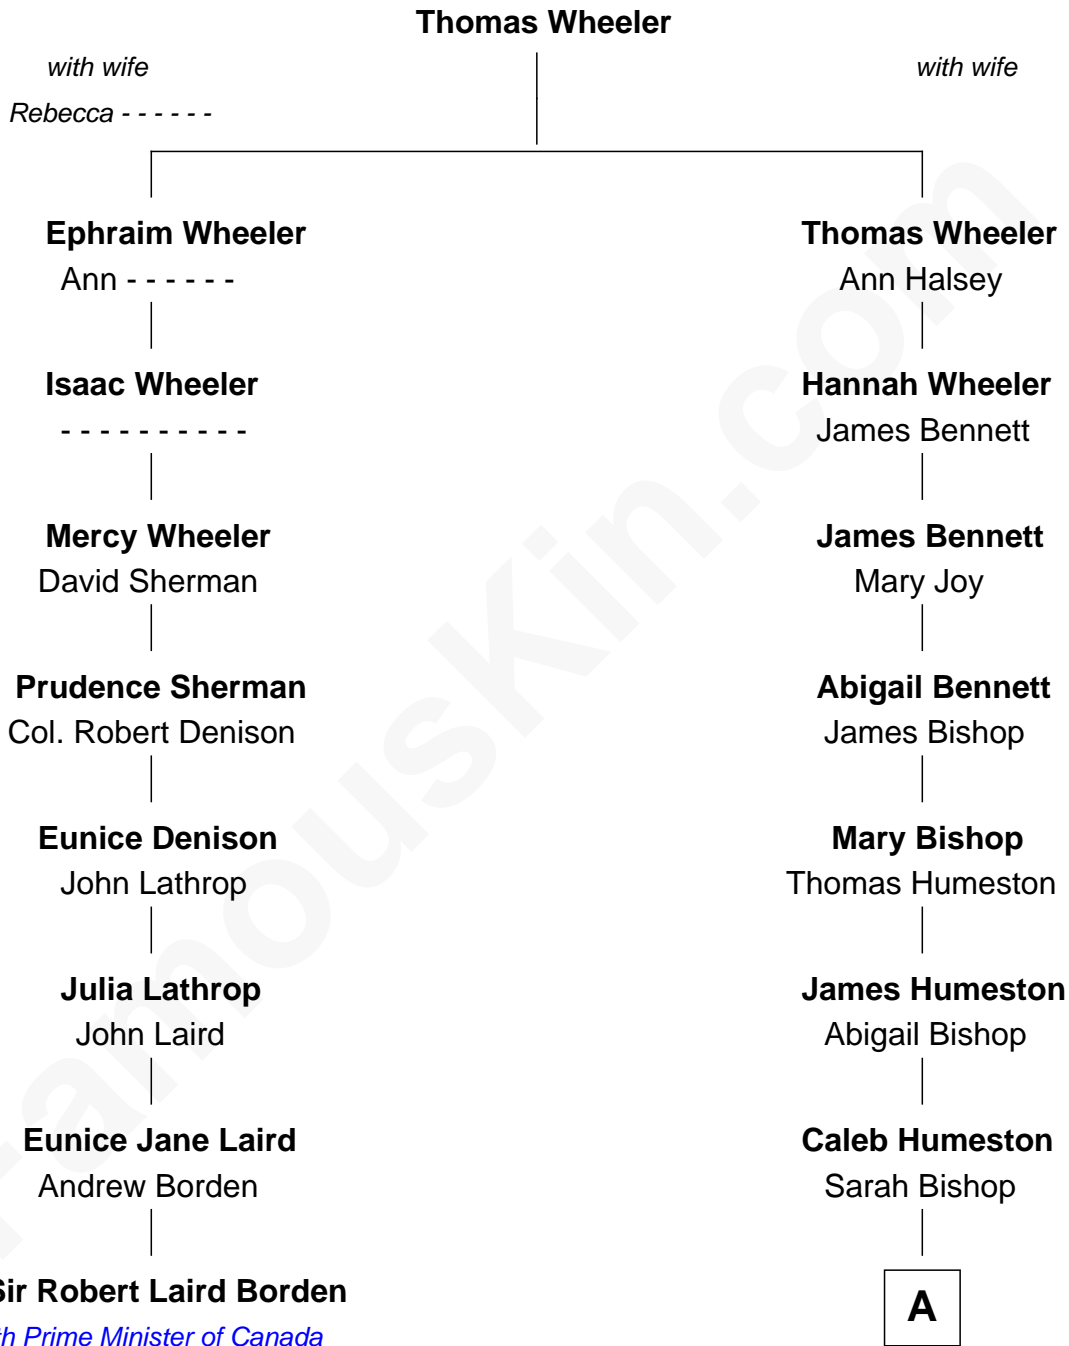 Thomas Wheeler
with wife
with wife
Rebecca - - - - - -
Ephraim Wheeler
Thomas Wheeler
Ann - - - - - -
Ann Halsey
Isaac Wheeler
Hannah Wheeler
- - - - - - - - - -
James Bennett
Mercy Wheeler
James Bennett
David Sherman
Mary Joy
Prudence Sherman
Abigail Bennett
Col. Robert Denison
James Bishop
Eunice Denison
Mary Bishop
John Lathrop
Thomas Humeston
Julia Lathrop
James Humeston
John Laird
Abigail Bishop
Eunice Jane Laird
Caleb Humeston
Andrew Borden
Sarah Bishop
Sir Robert Laird Borden
A
Prime Minister of Canada
FamousKin.com